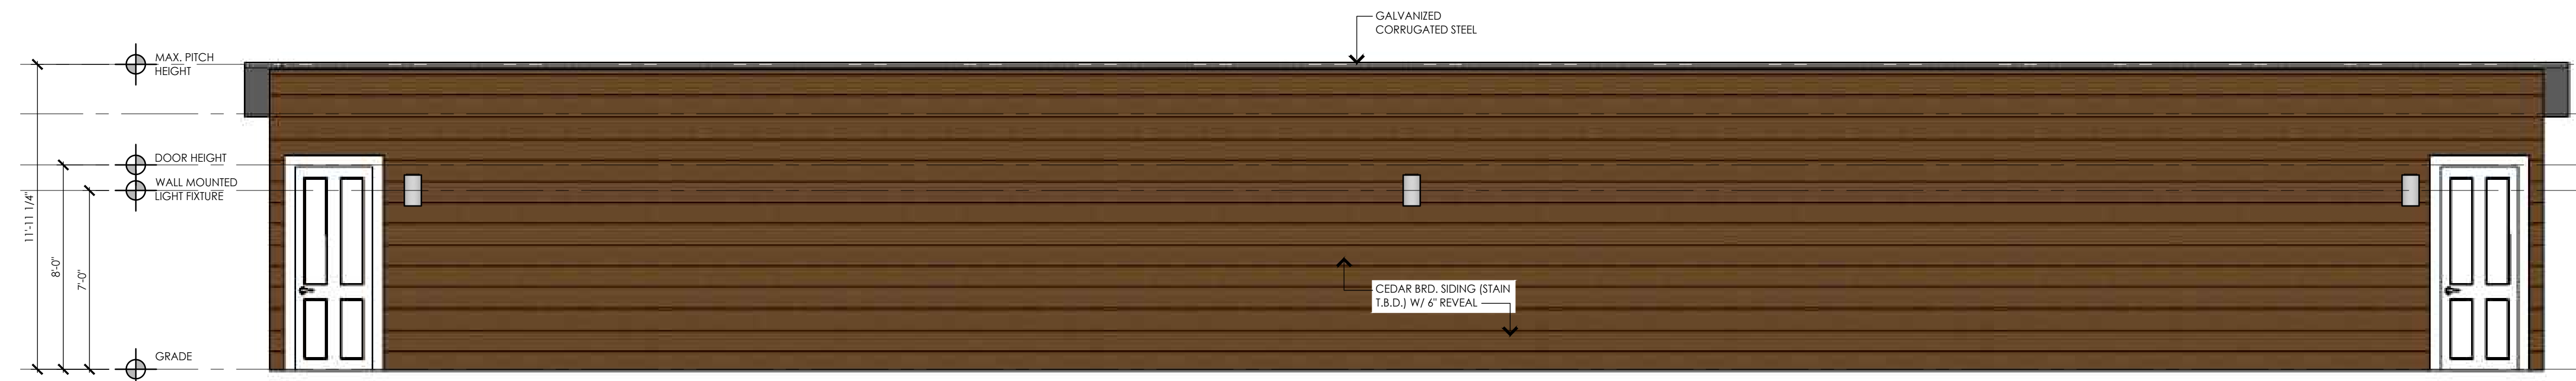 GALVANIZED
CORRUGATED STEEL
MAX. PITCH
HEIGHT
DOOR HEIGHT
WALL MOUNTED
LIGHT FIXTURE
11'-11 1/4"
8'-0"
7'-0"
CEDAR BRD. SIDING (STAIN
T.B.D.) W/ 6" REVEAL
GRADE